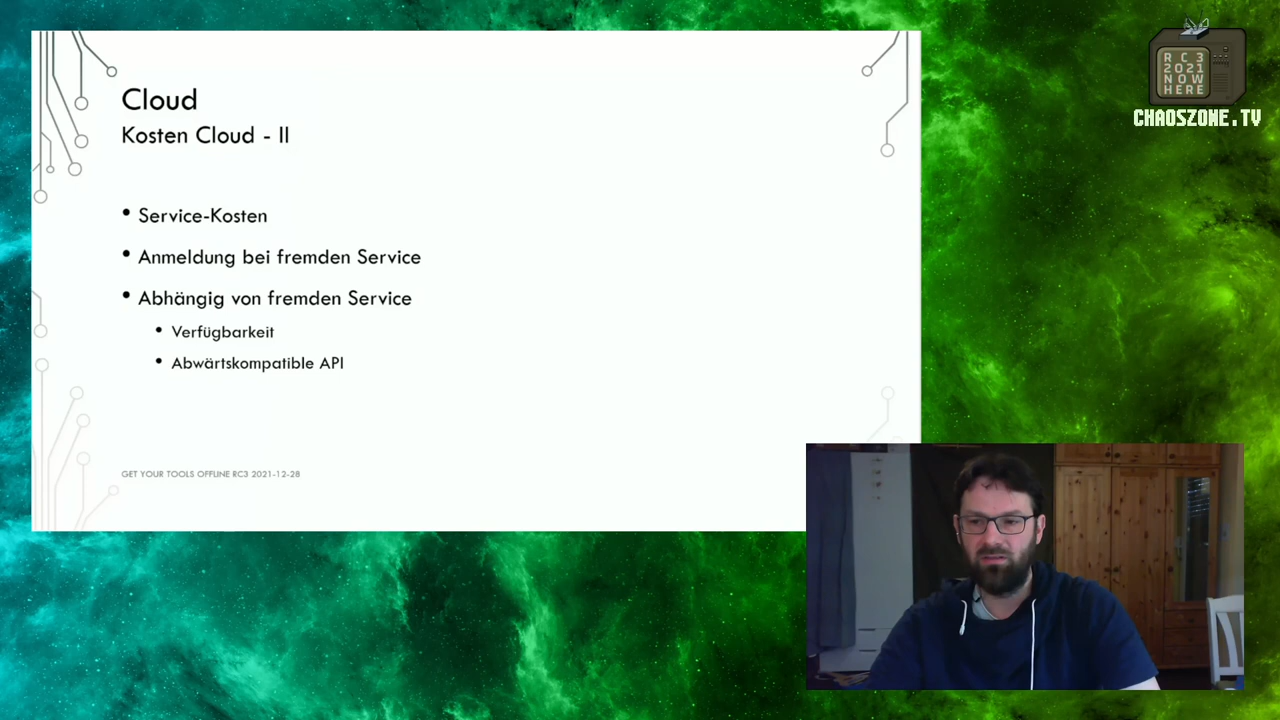 Cloud
Kosten Cloud - II
• Service-Kosten
• Anmeldung bei fremden Service
• Abhängig von fremden Service
• Verfügbarkeit
• Abwärtskompatible API
GET YOUR TOOLS OFFLINE RC3 2021-12-28
RC3
2021
NOW
HERE
CHAOSZONE.TV